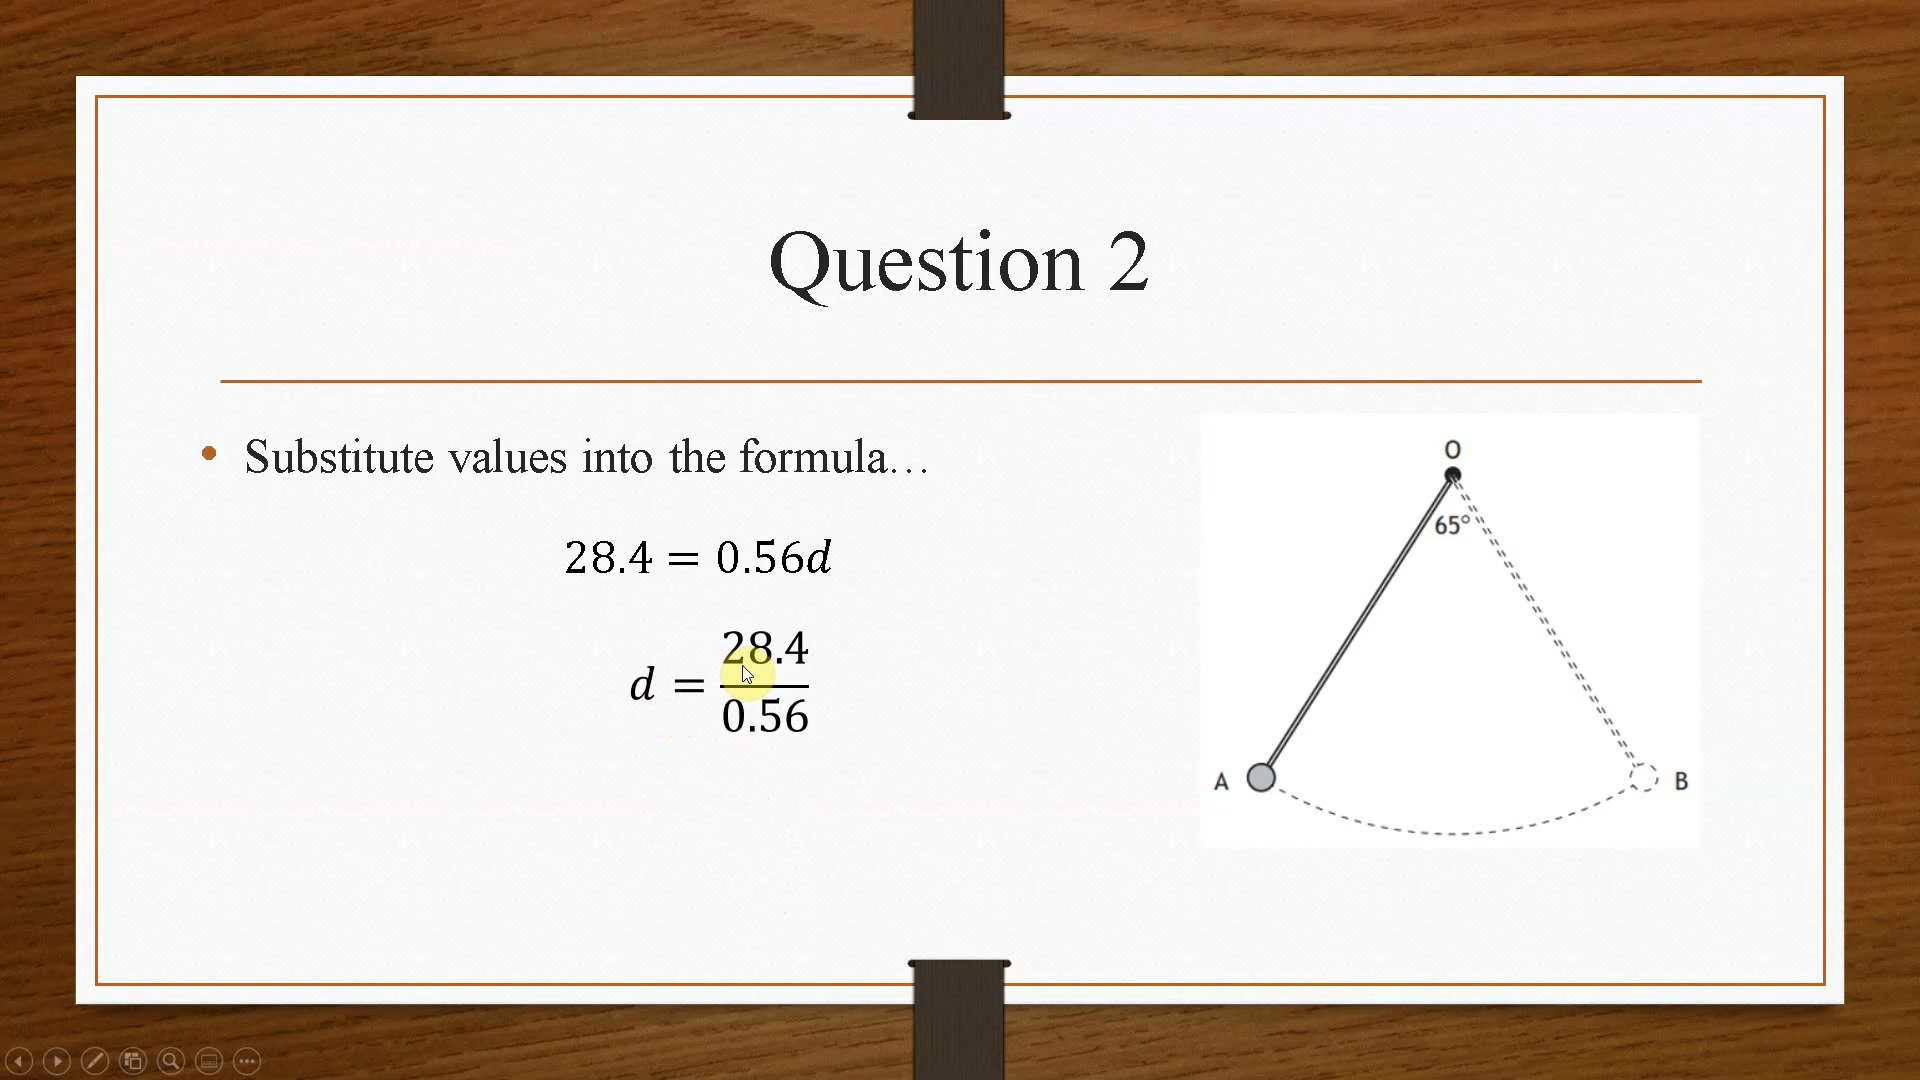 Question 2
• Substitute values into the formula…
28.4 = 0.56d
d = 28.4/0.56
O
65°
A
B